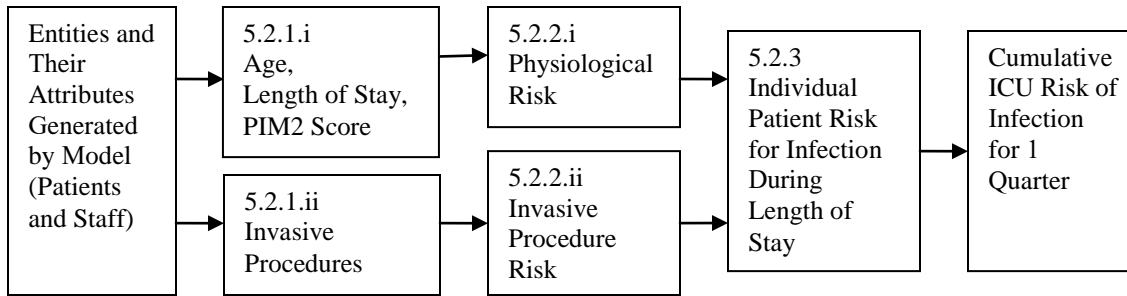 Entities and
Their
Attributes
Generated
by Model
(Patients
and Staff)
5.2.1.i
Age,
Length of Stay,
PIM2 Score
5.2.2.i
Physiological
Risk
5.2.1.ii
Invasive
Procedures
5.2.2.ii
Invasive
Procedure
Risk
5.2.3
Individual
Patient Risk
for Infection
During
Length of
Stay
Cumulative
ICU Risk of
Infection
for 1
Quarter